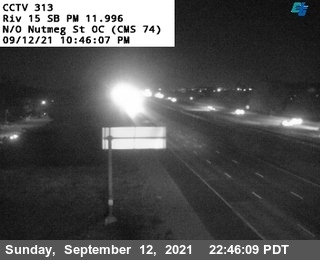 CCTV 313
Riv 15 SB PM 11.996
N/O Nutmeg St OC (CMS 74)
09/12/21 10:46:07 PM
Sunday, September 12, 2021 22:46:09 PDT